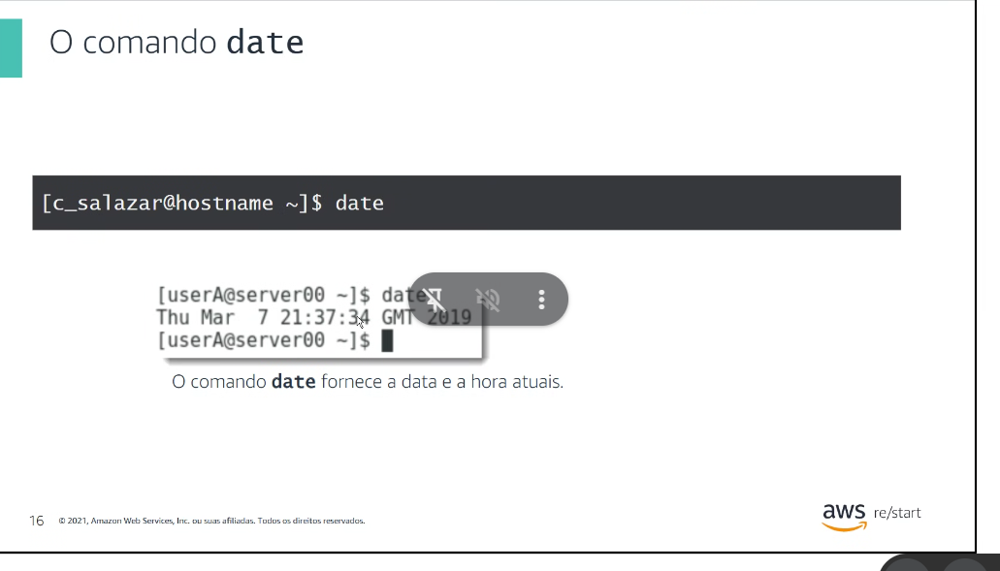 O comando date
[c_salazar@hostname ~]$ date
[userA@server00 ~]$ date
Thu Mar  7 21:37:34 GMT 2019
[userA@server00 ~]$
O comando date fornece a data e a hora atuais.
16 © 2021, Amazon Web Services, Inc. ou suas afiliadas. Todos os direitos reservados.
aws re/start